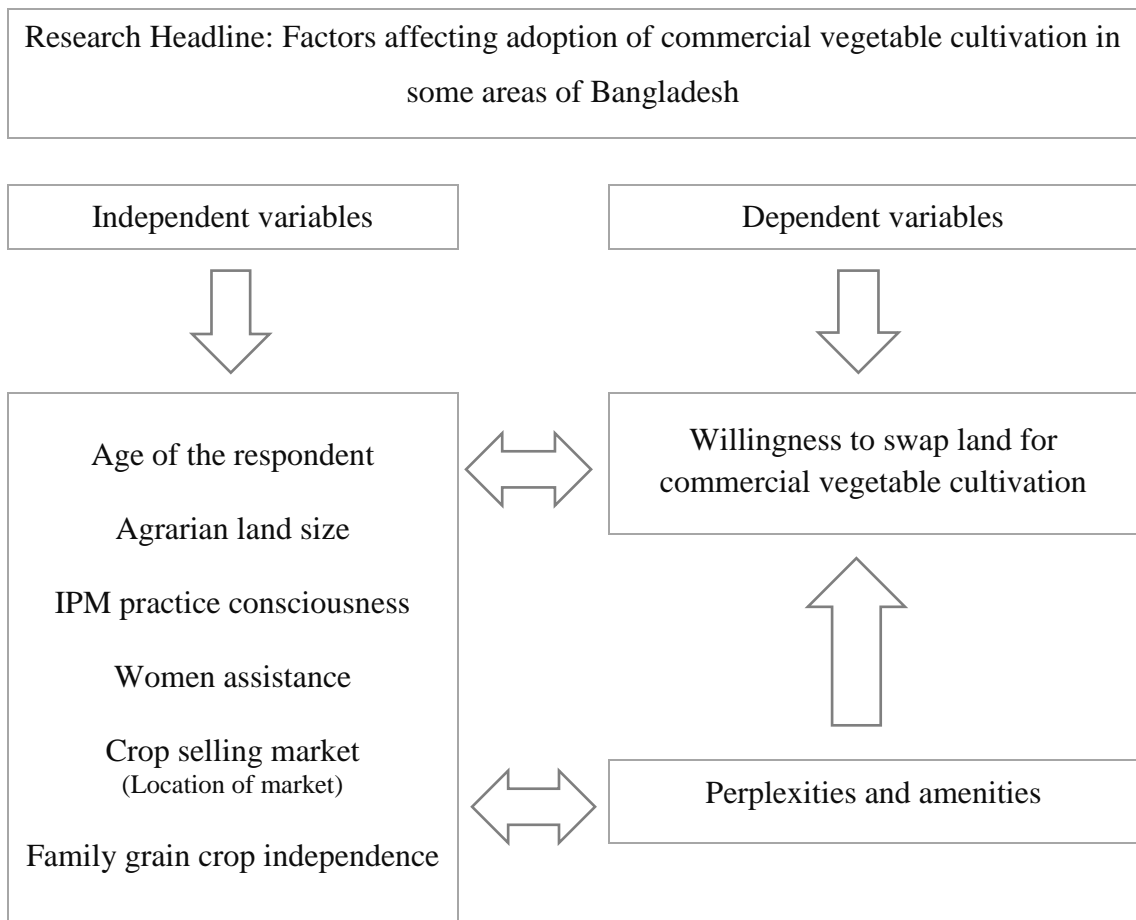 Research Headline: Factors affecting adoption of commercial vegetable cultivation in
some areas of Bangladesh
Independent variables
Dependent variables
Age of the respondent
Agrarian land size
IPM practice consciousness
Women assistance
Crop selling market
(Location of market)
Family grain crop independence
Willingness to swap land for
commercial vegetable cultivation
Perplexities and amenities